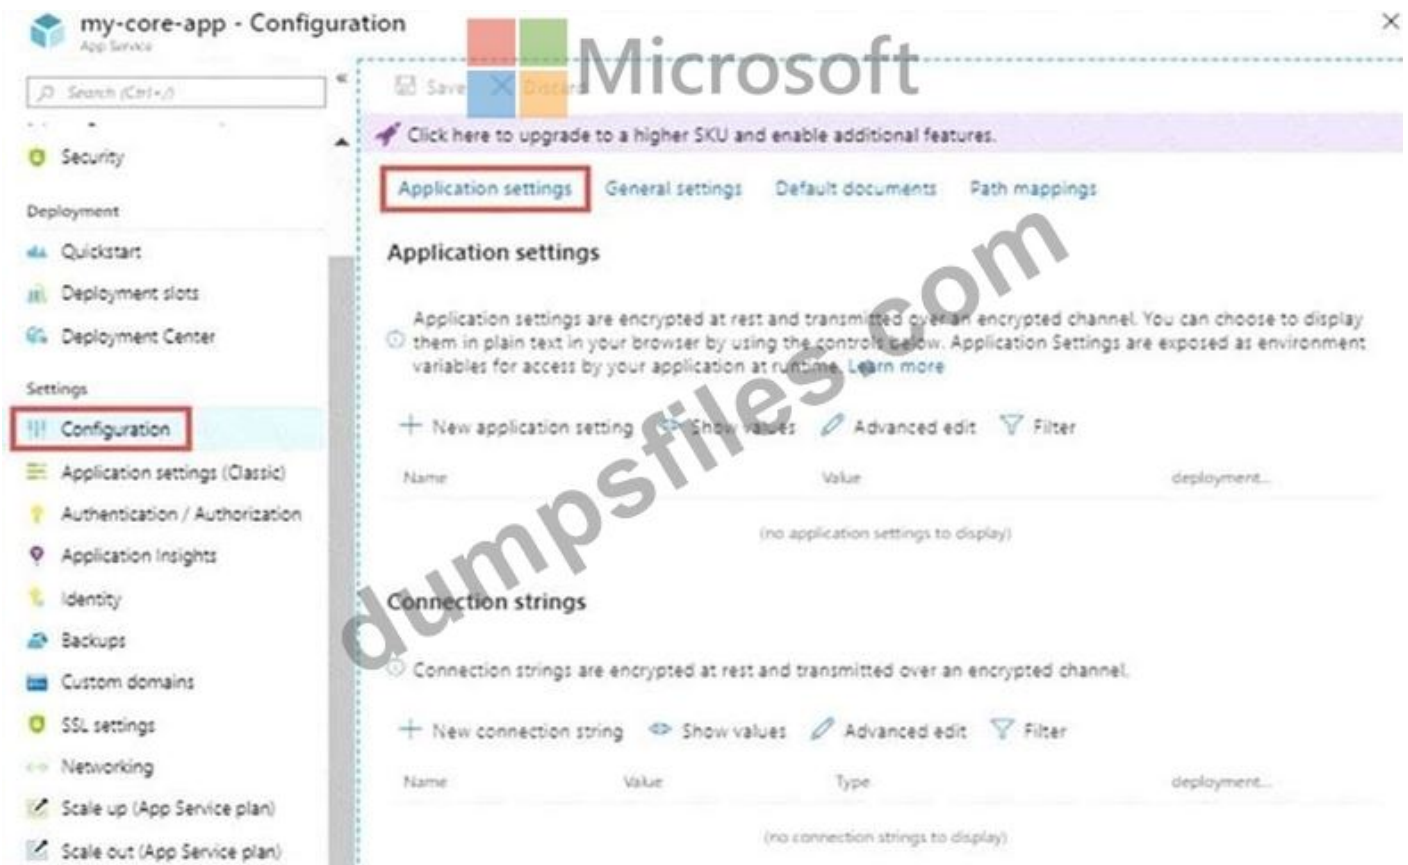 my-core-app - Configuration
App Service
Microsoft
Search (Ctrl+/)
«
Save
Discard
Click here to upgrade to a higher SKU and enable additional features.
Security
Application settings
General settings
Default documents
Path mappings
Deployment
Quickstart
Deployment slots
Deployment Center
Settings
Configuration
Application settings (Classic)
Authentication / Authorization
Application Insights
Identity
Backups
Custom domains
SSL settings
Networking
Scale up (App Service plan)
Scale out (App Service plan)
Application settings
Application settings are encrypted at rest and transmitted over an encrypted channel. You can choose to display
them in plain text in your browser by using the controls below. Application Settings are exposed as environment
variables for access by your application at runtime. Learn more
New application setting
Show values
Advanced edit
Filter
Name
Value
deployment...
(no application settings to display)
Connection strings
Connection strings are encrypted at rest and transmitted over an encrypted channel.
New connection string
Show values
Advanced edit
Filter
Name
Value
Type
deployment...
(no connection strings to display)
dumpsfiles.com